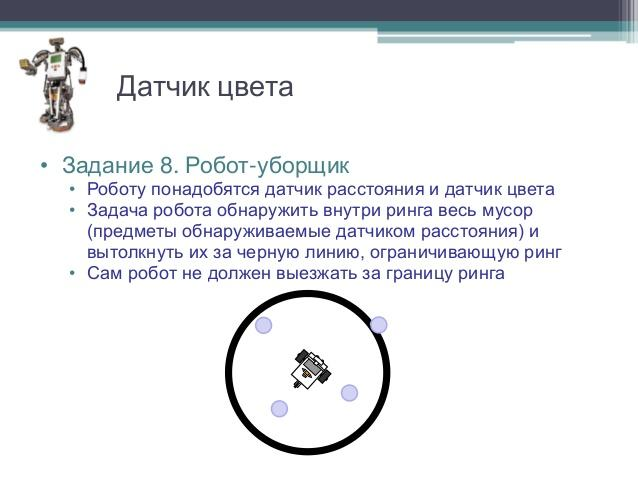 Датчик цвета
• Задание 8. Робот-уборщик
• Роботу понадобятся датчик расстояния и датчик цвета
• Задача робота обнаружить внутри ринга весь мусор
(предметы обнаруживаемые датчиком расстояния) и
вытолкнуть их за черную линию, ограничивающую ринг
• Сам робот не должен выезжать за границу ринга